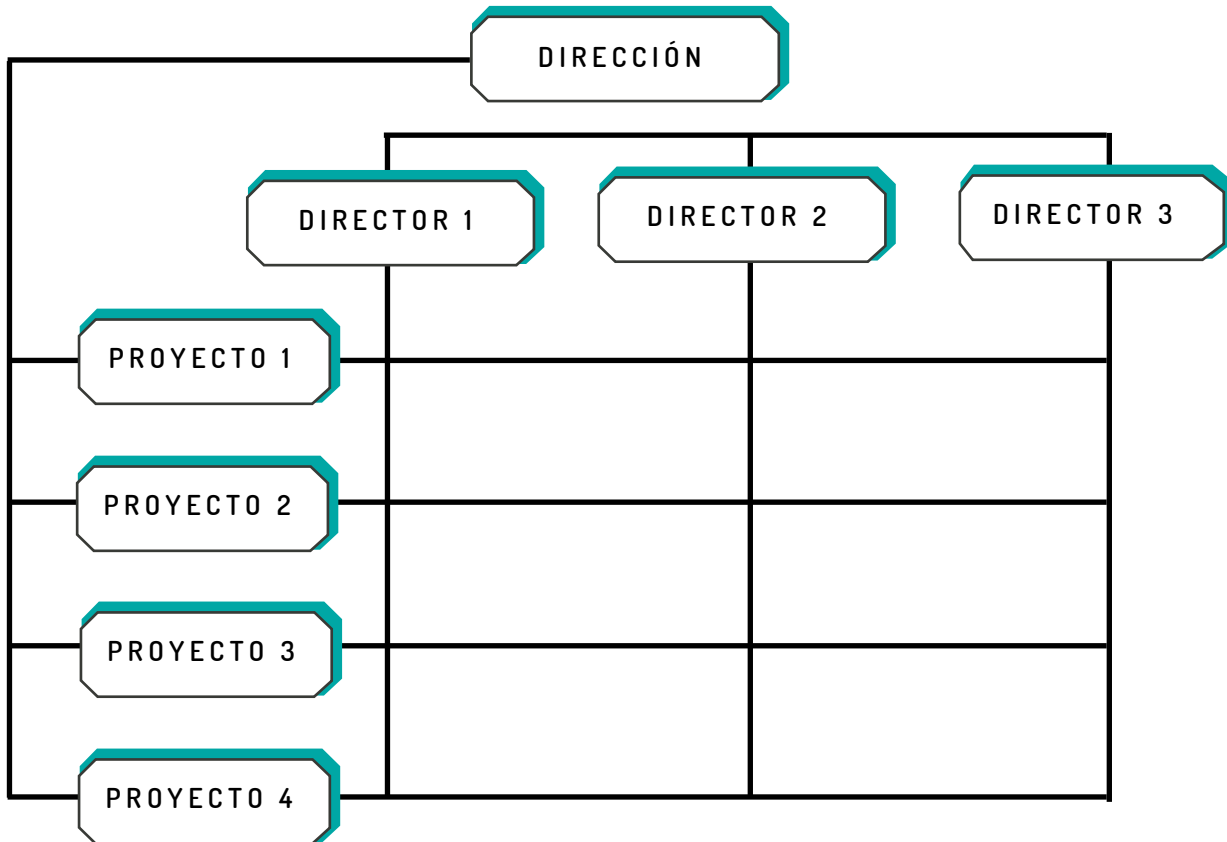 DIRECCIÓN
DIRECTOR 1
DIRECTOR 2
DIRECTOR 3
PROYECTO 1
PROYECTO 2
PROYECTO 3
PROYECTO 4